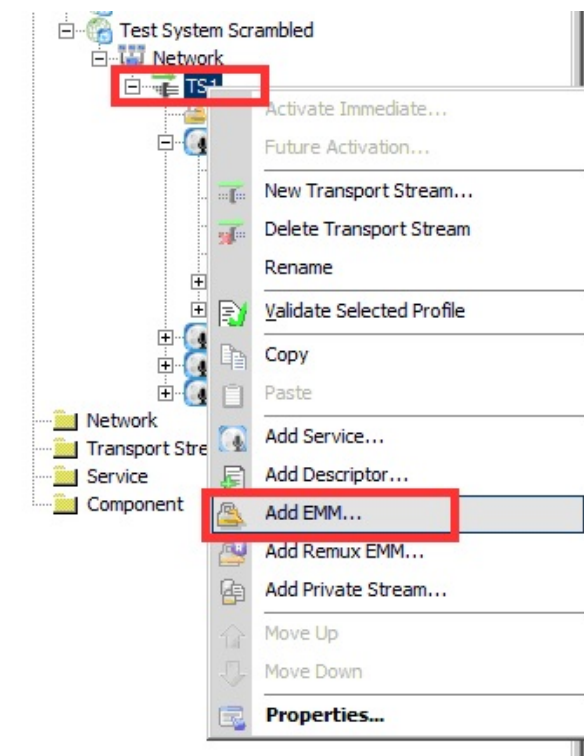 Test System Scrambled
Network
TS1
Activate Immediate...
Future Activation...
New Transport Stream...
Delete Transport Stream
Rename
Validate Selected Profile
Copy
Paste
Network
Transport Stre
Service
Component
Add Service...
Add Descriptor...
Add EMM...
Add Remux EMM...
Add Private Stream...
Move Up
Move Down
Properties...